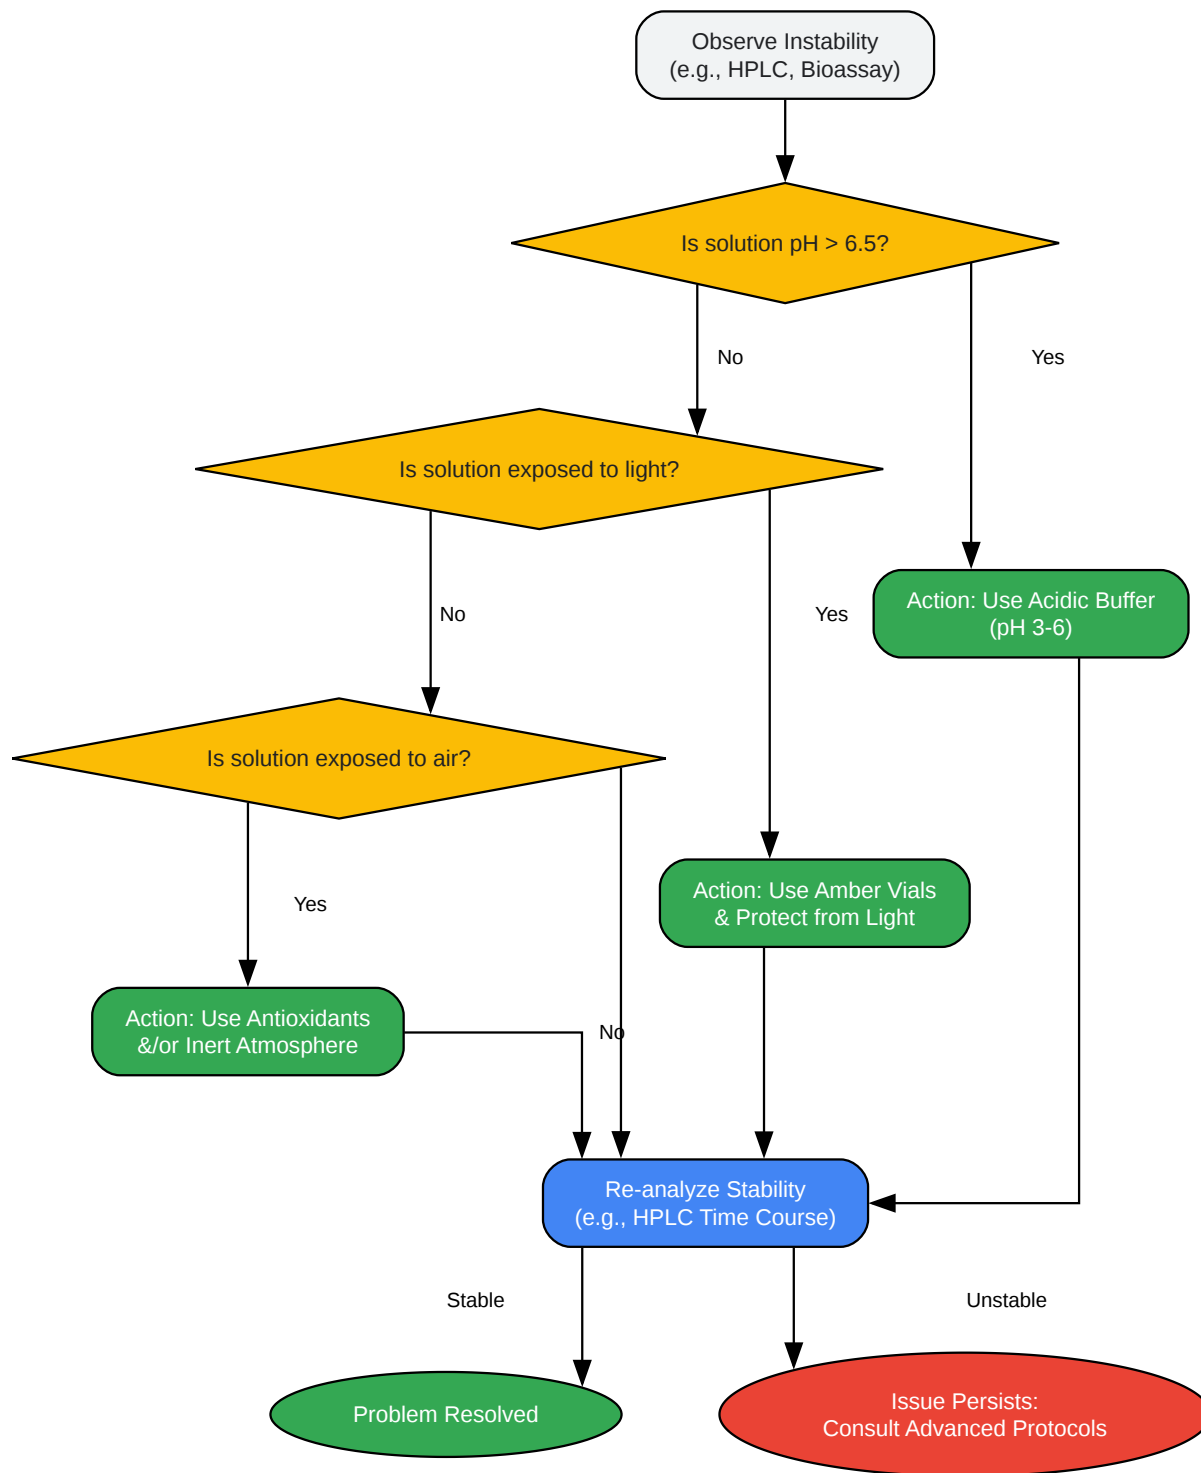 Observe Instability
(e.g., HPLC, Bioassay)
Is solution pH > 6.5?
No
Yes
Is solution exposed to light?
Action: Use Acidic Buffer
(pH 3-6)
No
Yes
Is solution exposed to air?
Action: Use Amber Vials
& Protect from Light
Yes
Action: Use Antioxidants
&/or Inert Atmosphere
No
Re-analyze Stability
(e.g., HPLC Time Course)
Stable
Unstable
Problem Resolved
Issue Persists:
Consult Advanced Protocols